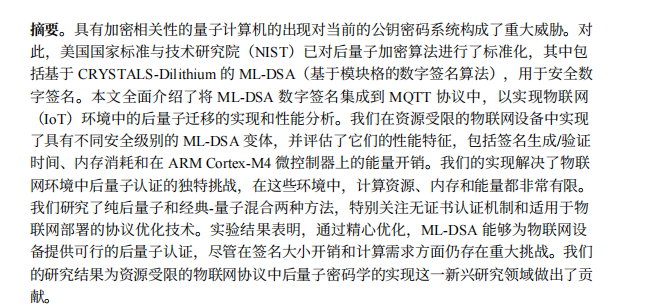 摘要。具有加密相关性的量子计算机的出现对当前的公钥密码系统构成了重大威胁。对
此，美国国家标准与技术研究院（NIST）已对后量子加密算法进行了标准化，其中包
括基于 CRYSTALS-Dilithium 的 ML-DSA（基于模块格的数字签名算法），用于安全数
字签名。本文全面介绍了将 ML-DSA 数字签名集成到 MQTT 协议中，以实现物联网
（IoT）环境中的后量子迁移的实现和性能分析。我们在资源受限的物联网设备中实现
了具有不同安全级别的 ML-DSA 变体，并评估了它们的性能特征，包括签名生成/验证
时间、内存消耗和在 ARM Cortex-M4 微控制器上的能量开销。我们的实现解决了物联
网环境中后量子认证的独特挑战，在这些环境中，计算资源、内存和能量都非常有限。
我们研究了纯后量子和经典-量子混合两种方法，特别关注无证书认证机制和适用于物
联网部署的协议优化技术。实验结果表明，通过精心优化，ML-DSA 能够为物联网设
备提供可行的后量子认证，尽管在签名大小开销和计算需求方面仍存在重大挑战。我们
的研究结果为资源受限的物联网协议中后量子密码学的实现这一新兴研究领域做出了贡
献。